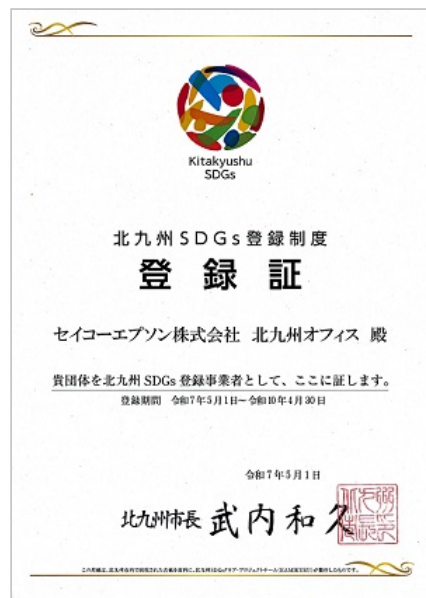 Kitakyushu
SDGs
北九州SDGs登録制度
登録証
セイコーエプソン株式会社 北九州オフィス 殿
貴団体を北九州 SDGs 登録事業者として、ここに証します。
登録期間 令和7年5月1日～令和10年4月30日
令和7年5月1日
北九州市長 武内和久